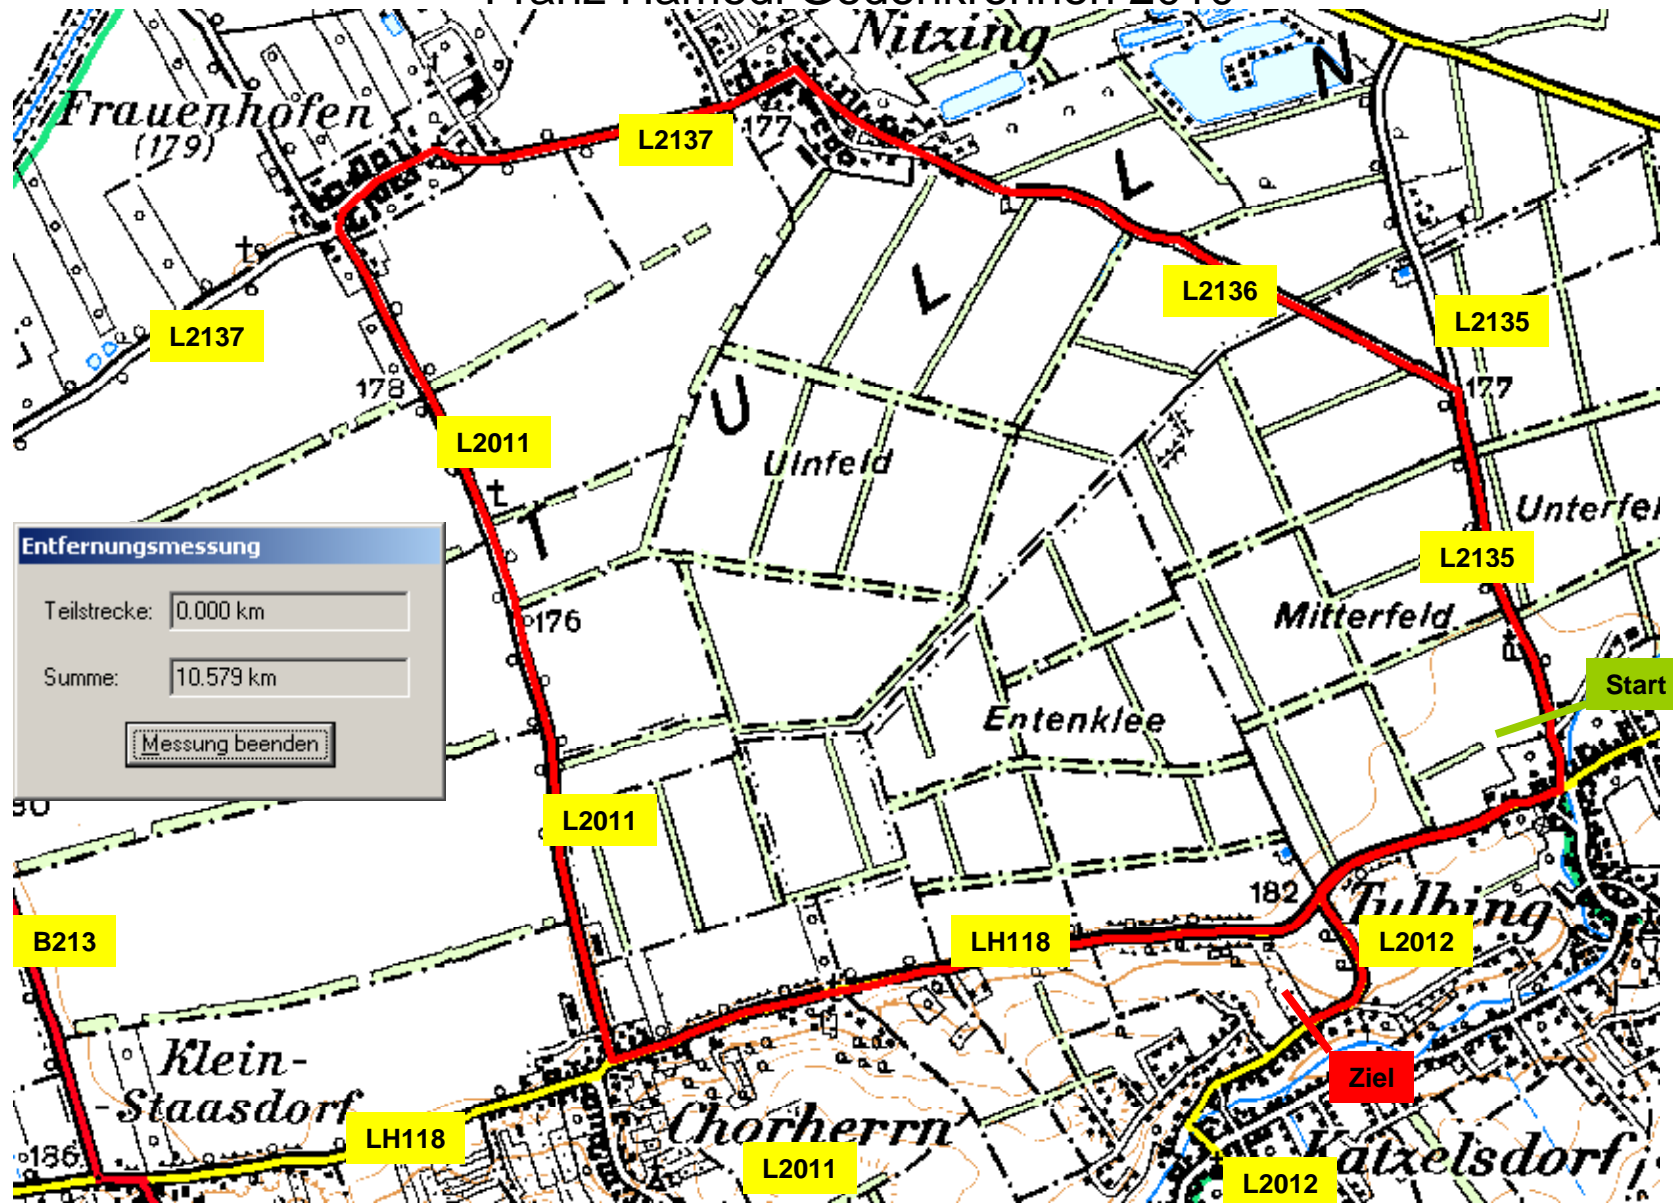 Nitzing
N
Frauenhofen
(179)
L2137
177
L
L2136
L2135
L2137
L
178
177
U
L2011
Ulnfeld
T
Unterfel
Entfernungsmessung
L2135
Teilstrecke: 0.000 km
176
Mitterfeld
Summe: 10.579 km
Start
Entenklee
Messung beenden
L2011
182
Tulbing
B213
LH118
L2012
Klein-
-Staasdorf
Ziel
LH118
Chorherrn
186
L2011
Katzelsdorf
L2012